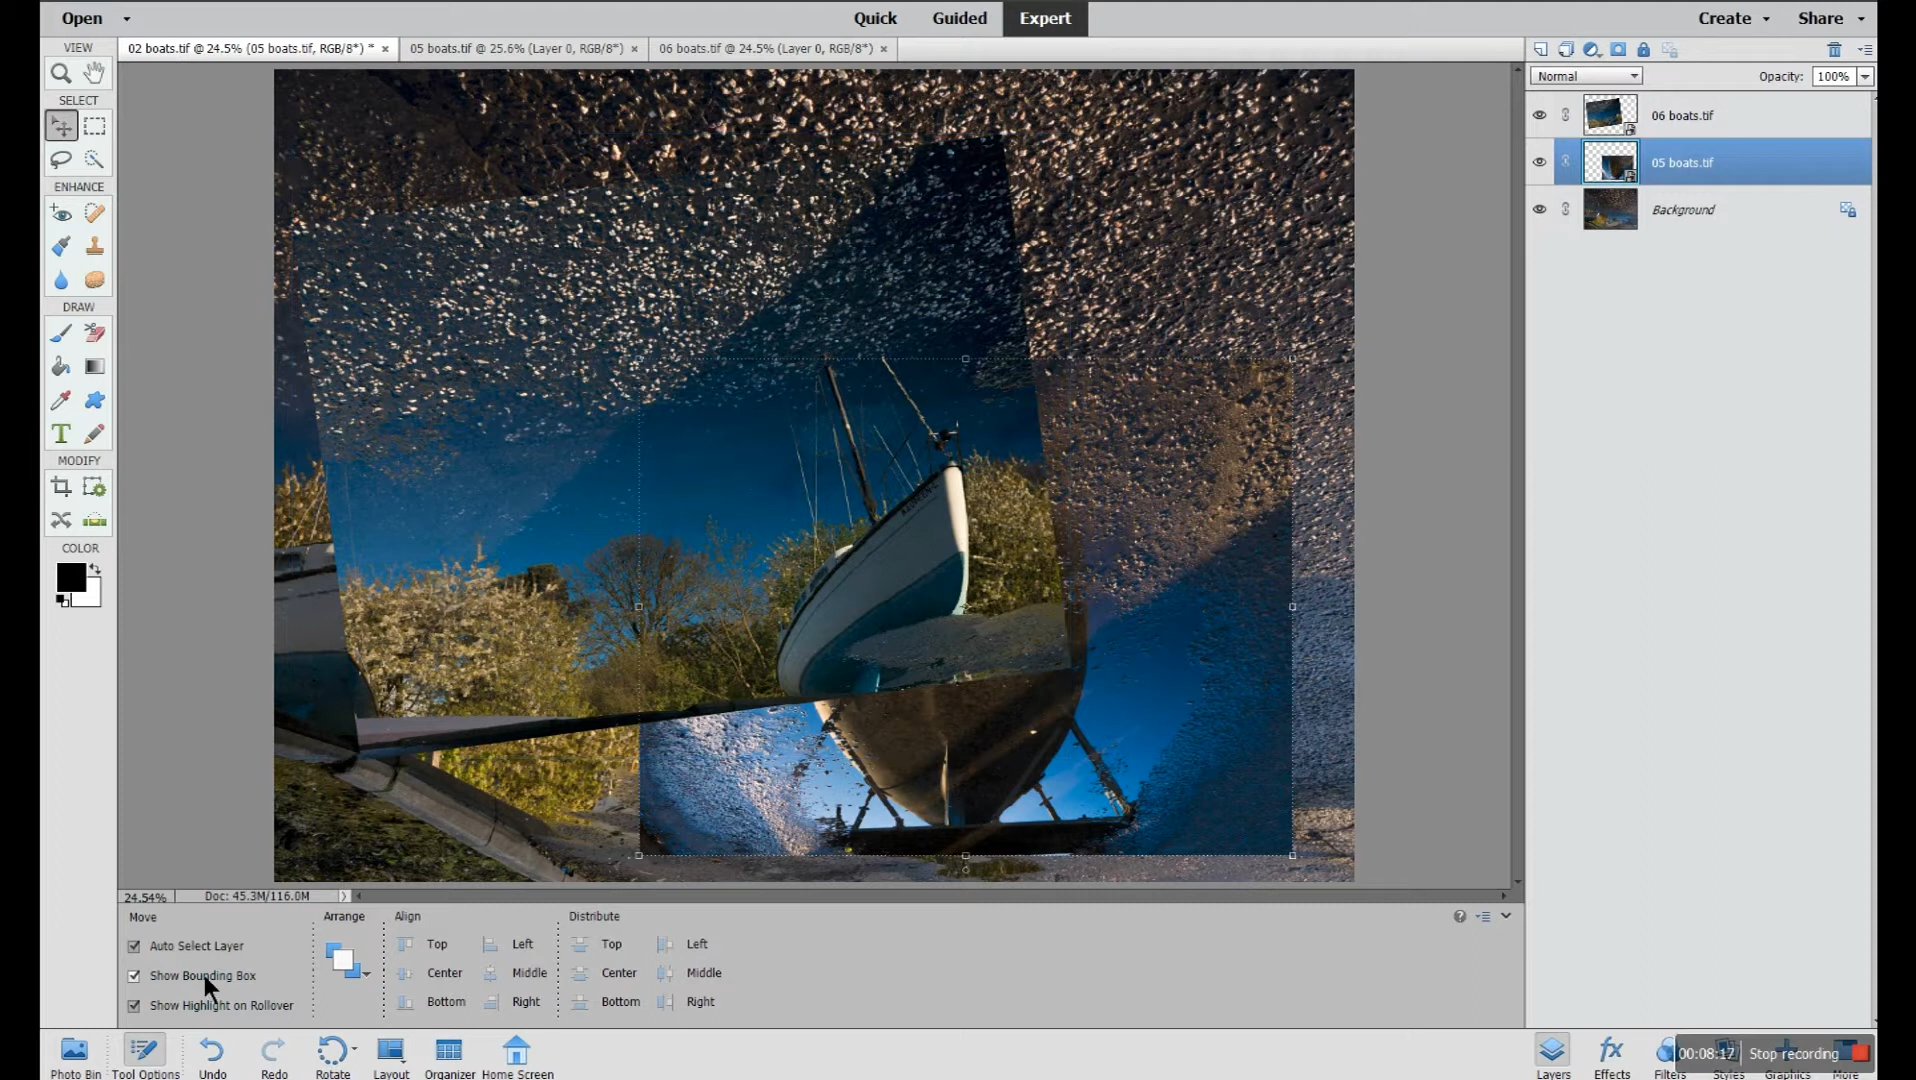 Open Quick Guided Expert Create Share
VIEW 02 boats.tif @ 24.5% (05 boats.tif, RGB/8*) * × 05 boats.tif @ 25.6% (Layer 0, RGB/8*) × 06 boats.tif @ 24.5% (Layer 0, RGB/8*) ×
Normal Opacity: 100%
SELECT
06 boats.tif
05 boats.tif
ENHANCE
Background
DRAW
T
MODIFY
COLOR
24.54% Doc: 45.3M/116.0M
Move Arrange Align Distribute
Auto Select Layer Top Left Top Left
Show Bounding Box Center Middle Center Middle
Show Highlight on Rollover Bottom Right Bottom Right
fx 00:08:17 Stop recording
Photo Bin Tool Options Undo Redo Rotate Layout Organizer Home Screen Layers Effects Filters Styles Graphics More